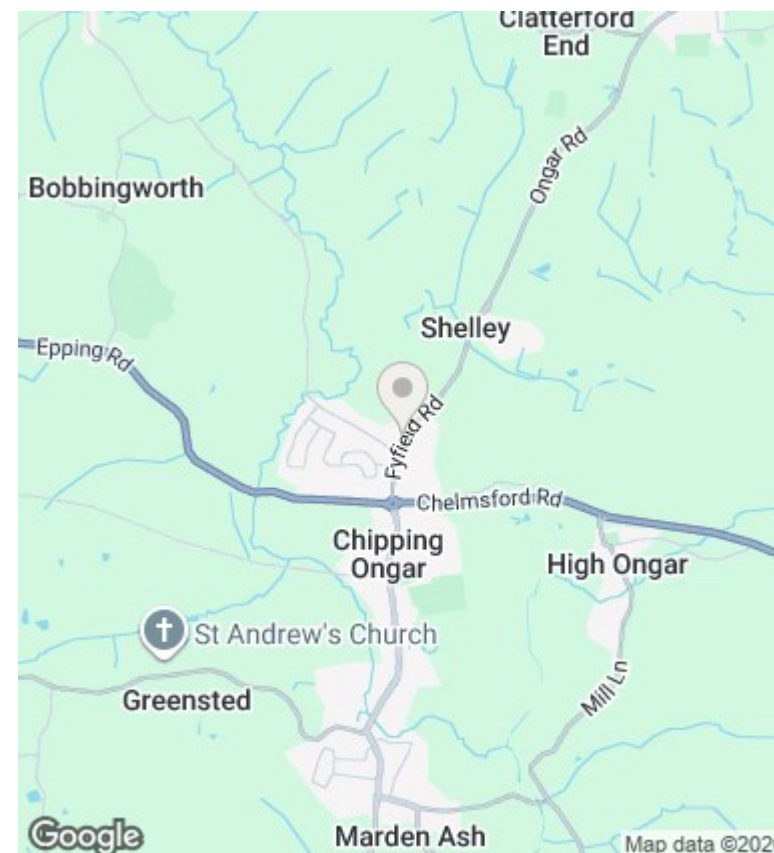 Clatterford
End
Ongar Rd
Bobbingworth
Shelley
Epping Rd
Fyfield Rd
Chelmsford Rd
Chipping
Ongar
High Ongar
St Andrew's Church
Mill Ln
Greensted
Marden Ash
Google
Map data ©202